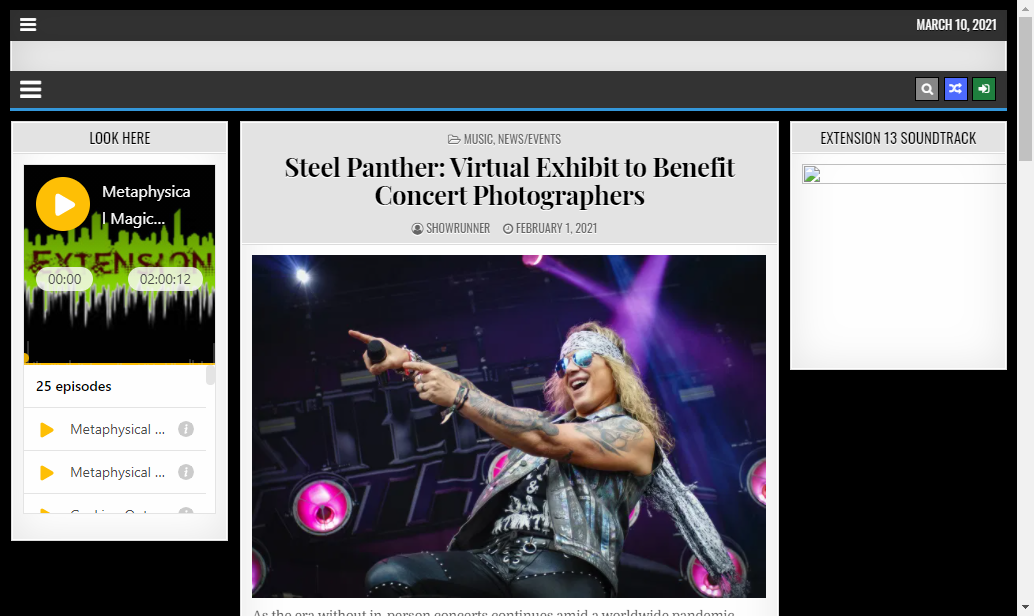 MARCH 10, 2021
LOOK HERE
Metaphysica
l Magic...
EXTENSION
00:00
02:00:12
25 episodes
Metaphysical ...
Metaphysical ...
MUSIC, NEWS/EVENTS
Steel Panther: Virtual Exhibit to Benefit
Concert Photographers
SHOWRUNNER
FEBRUARY 1, 2021
As the era without in-person concerts continues amid a worldwide pandemic,
EXTENSION 13 SOUNDTRACK